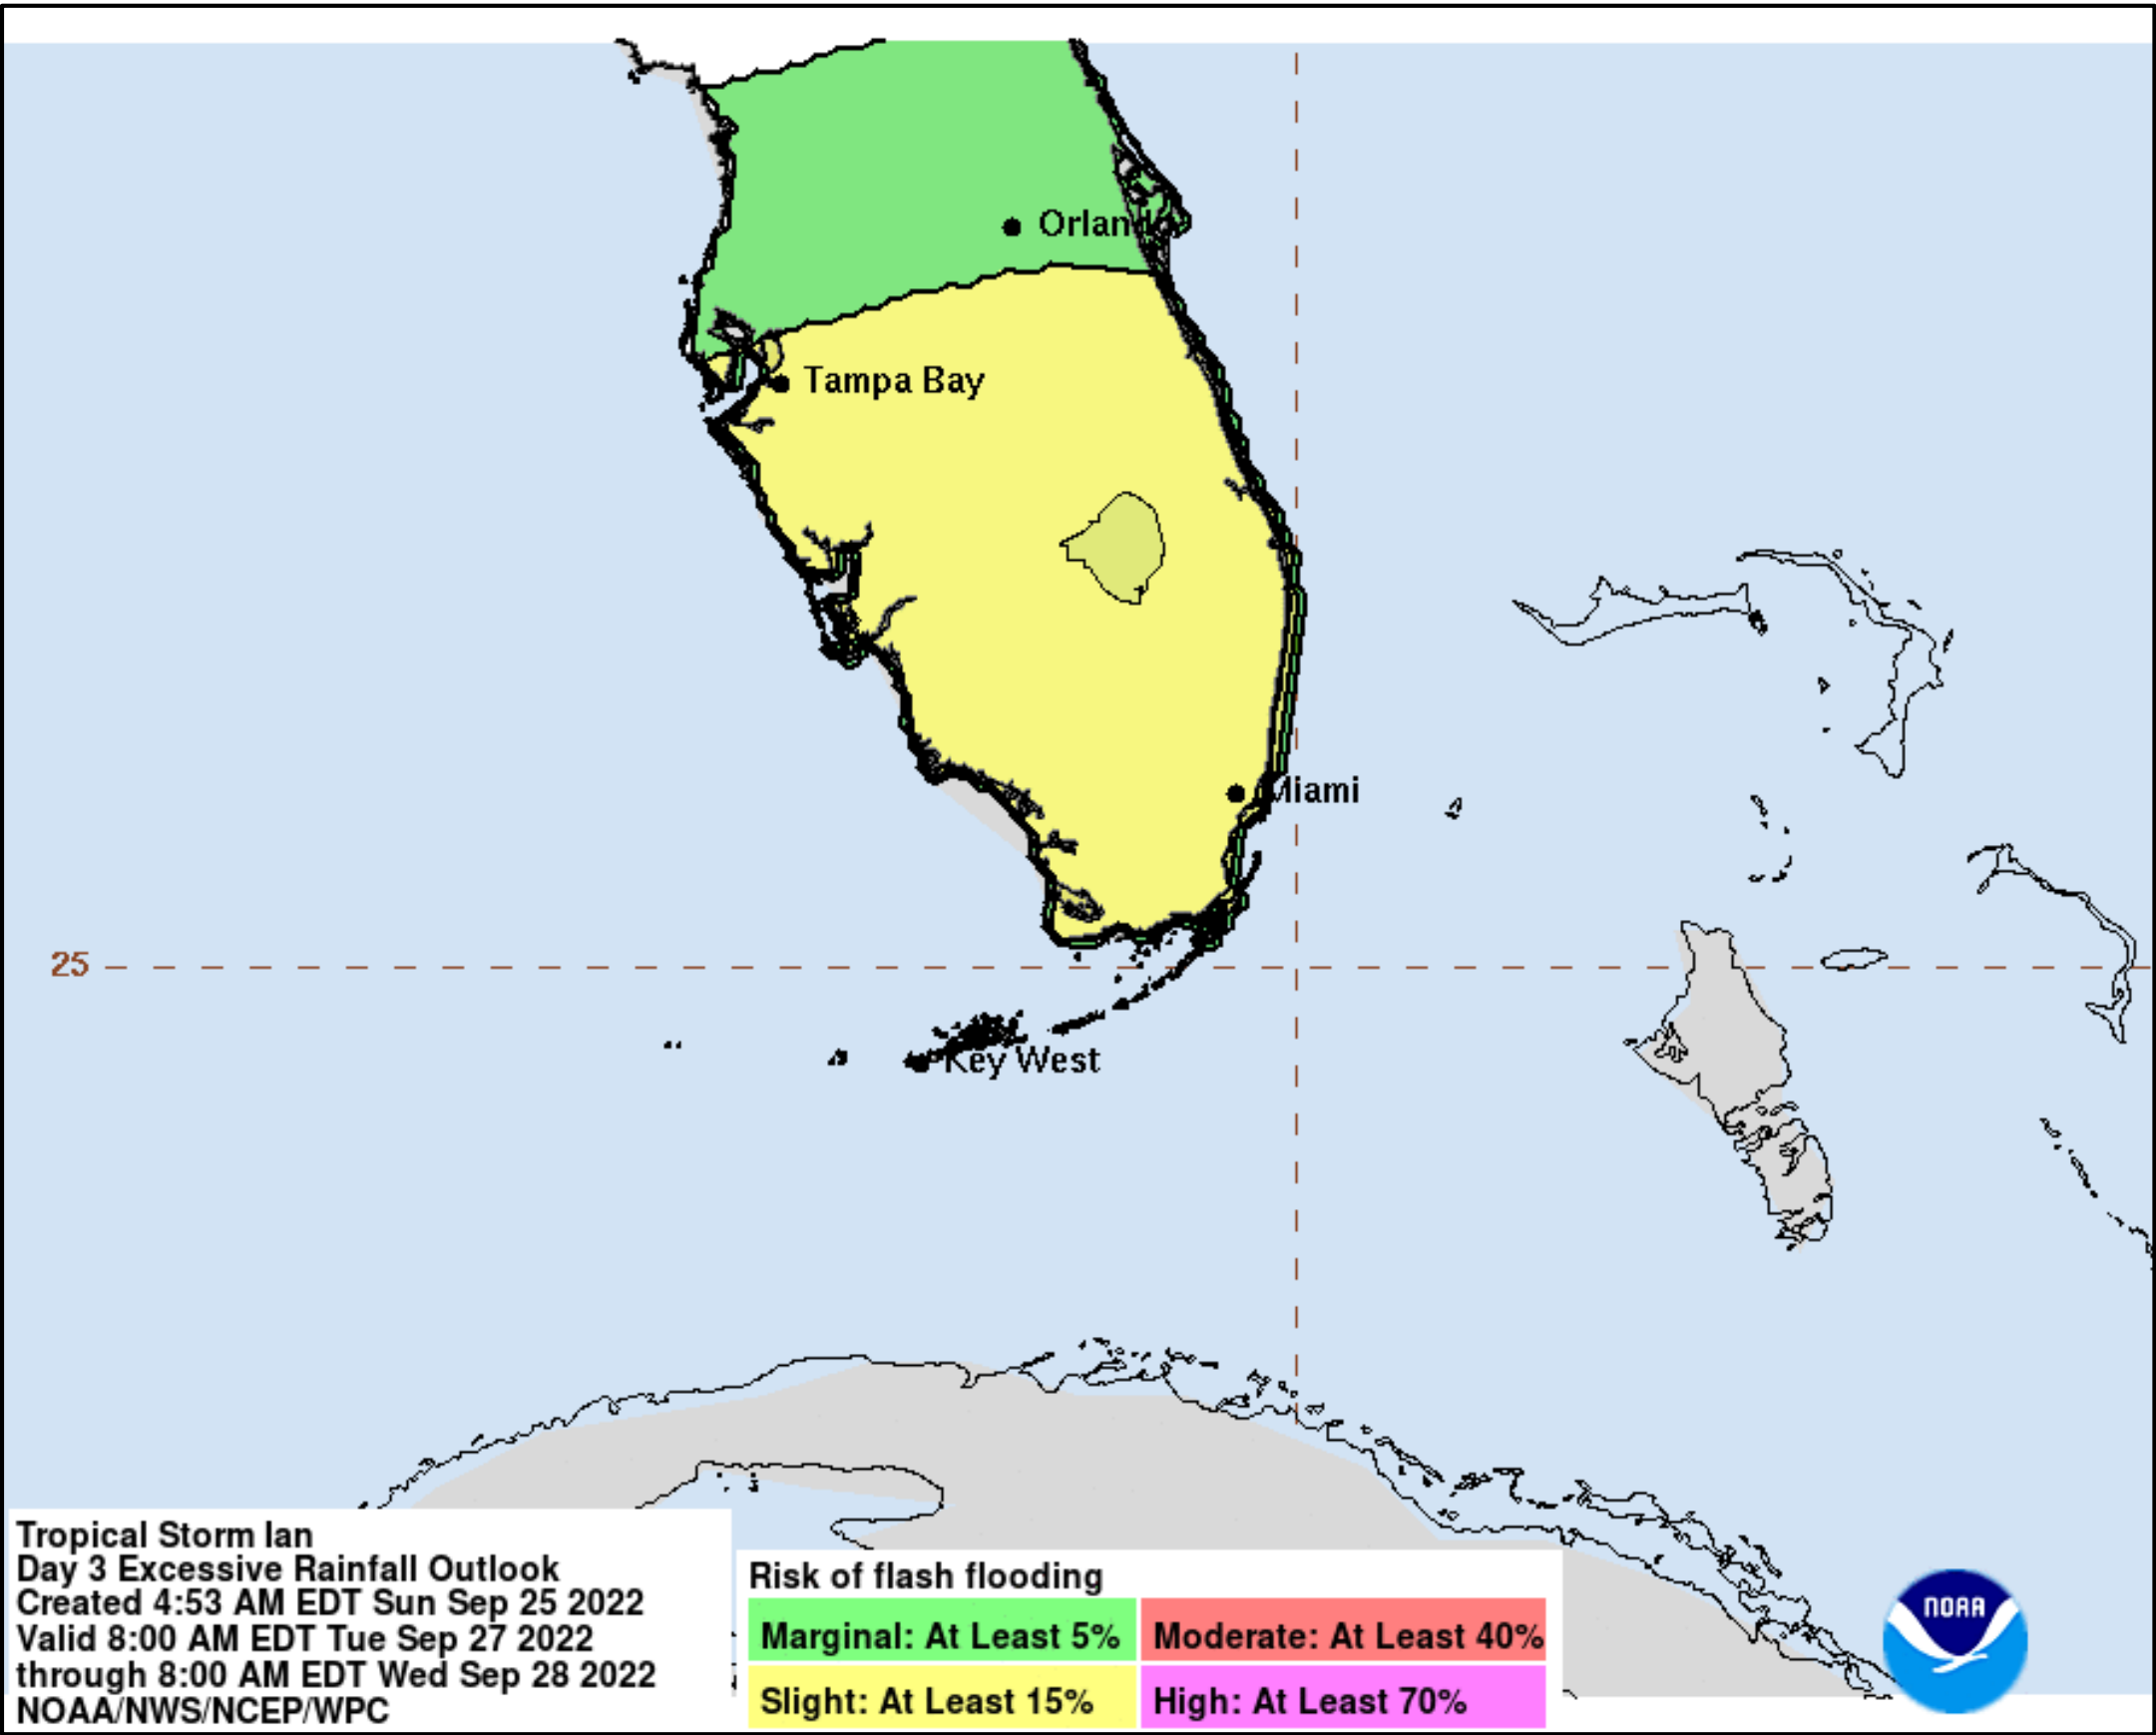 Orlando
Tampa Bay
Miami
25
Key West
Tropical Storm Ian
Day 3 Excessive Rainfall Outlook
Created 4:53 AM EDT Sun Sep 25 2022
Valid 8:00 AM EDT Tue Sep 27 2022
through 8:00 AM EDT Wed Sep 28 2022
NOAA/NWS/NCEP/WPC
Risk of flash flooding
Marginal: At Least 5%
Moderate: At Least 40%
Slight: At Least 15%
High: At Least 70%
NOAA